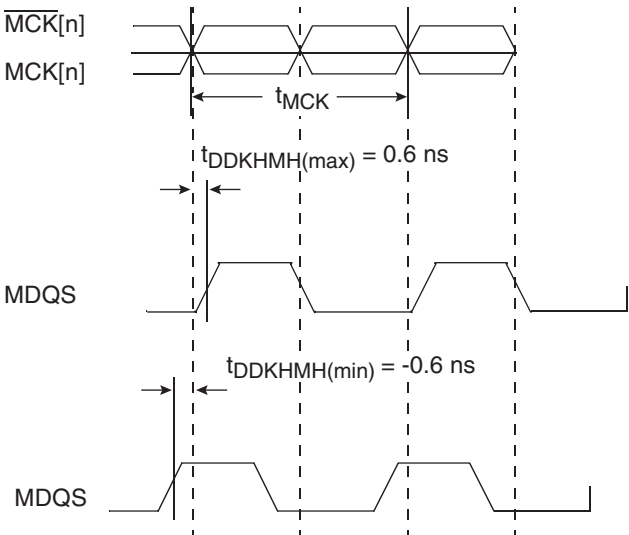 MCK[n]
MCK[n]
tMCK
tDDKHMH(max) = 0.6 ns
MDQS
tDDKHMH(min) = -0.6 ns
MDQS